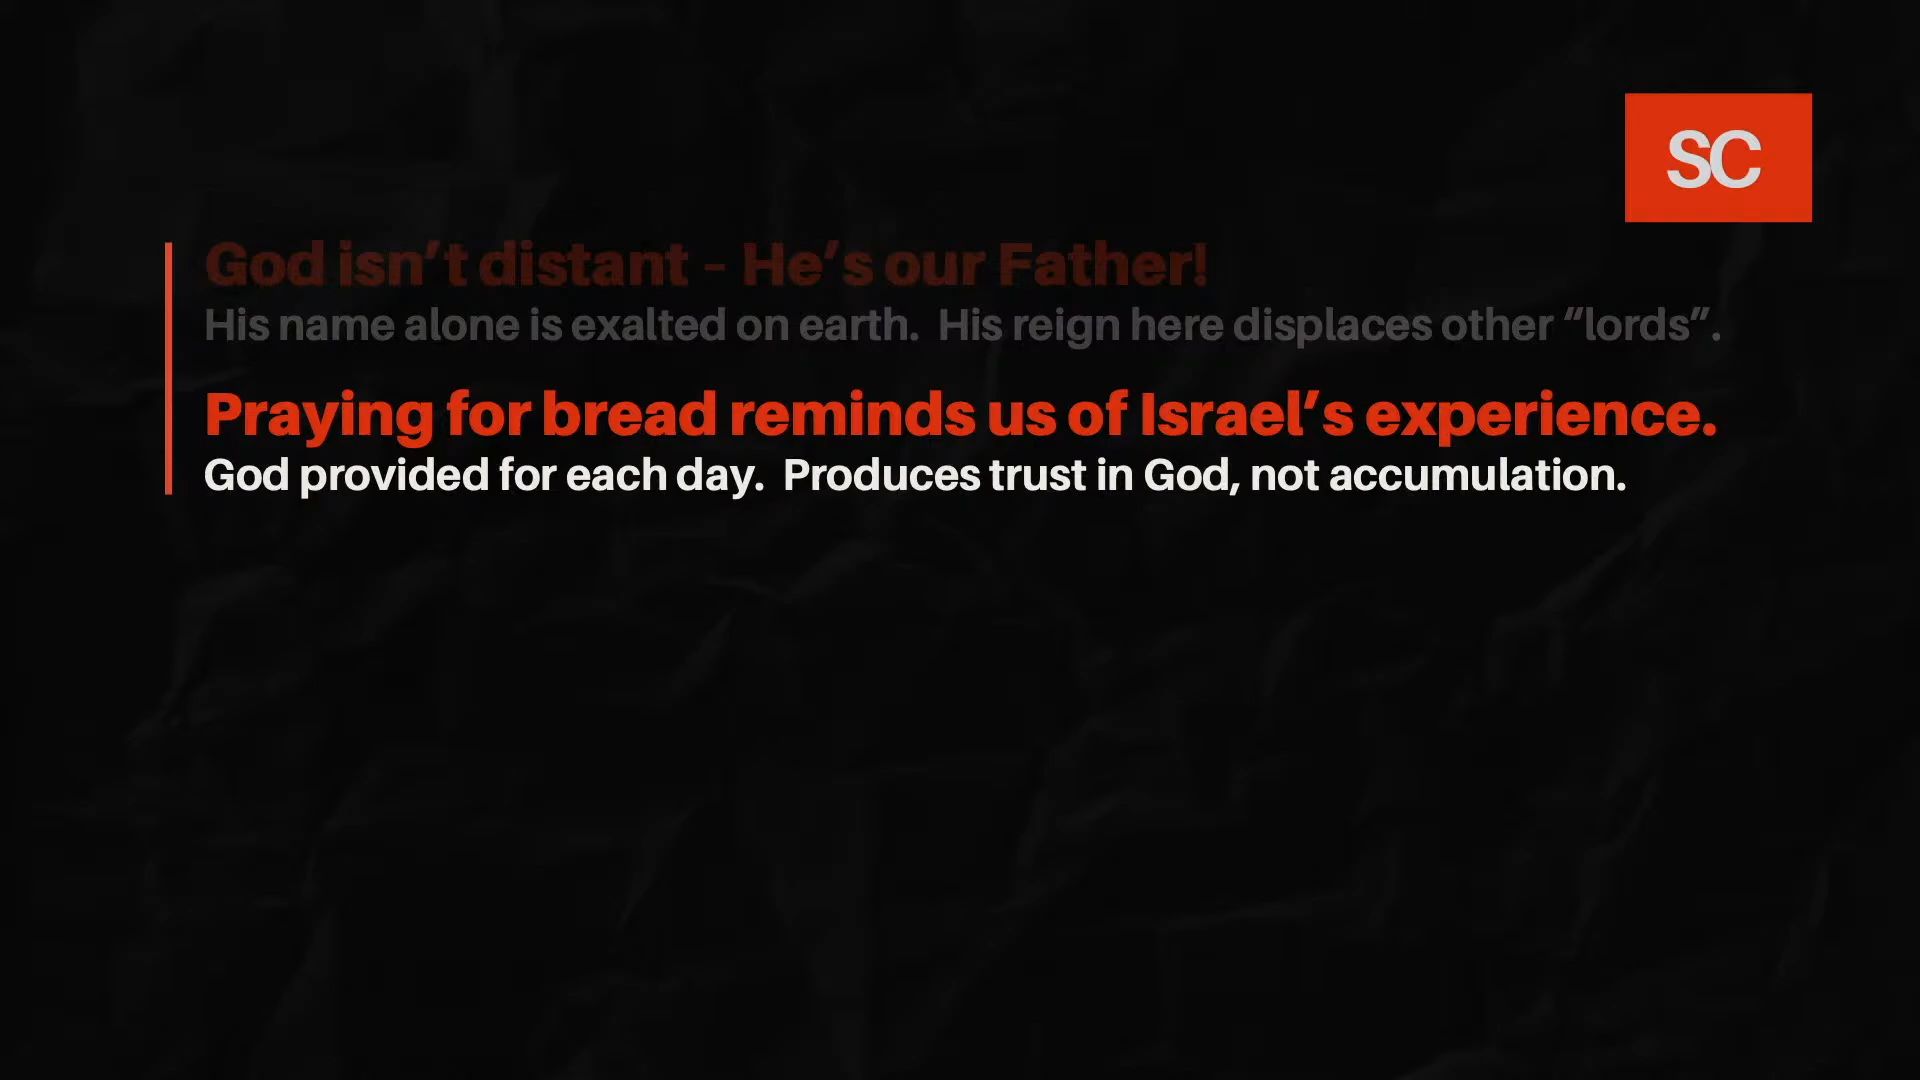 SC
God isn’t distant - He’s our Father!
His name alone is exalted on earth.  His reign here displaces other “lords”.
Praying for bread reminds us of Israel’s experience.
God provided for each day.  Produces trust in God, not accumulation.